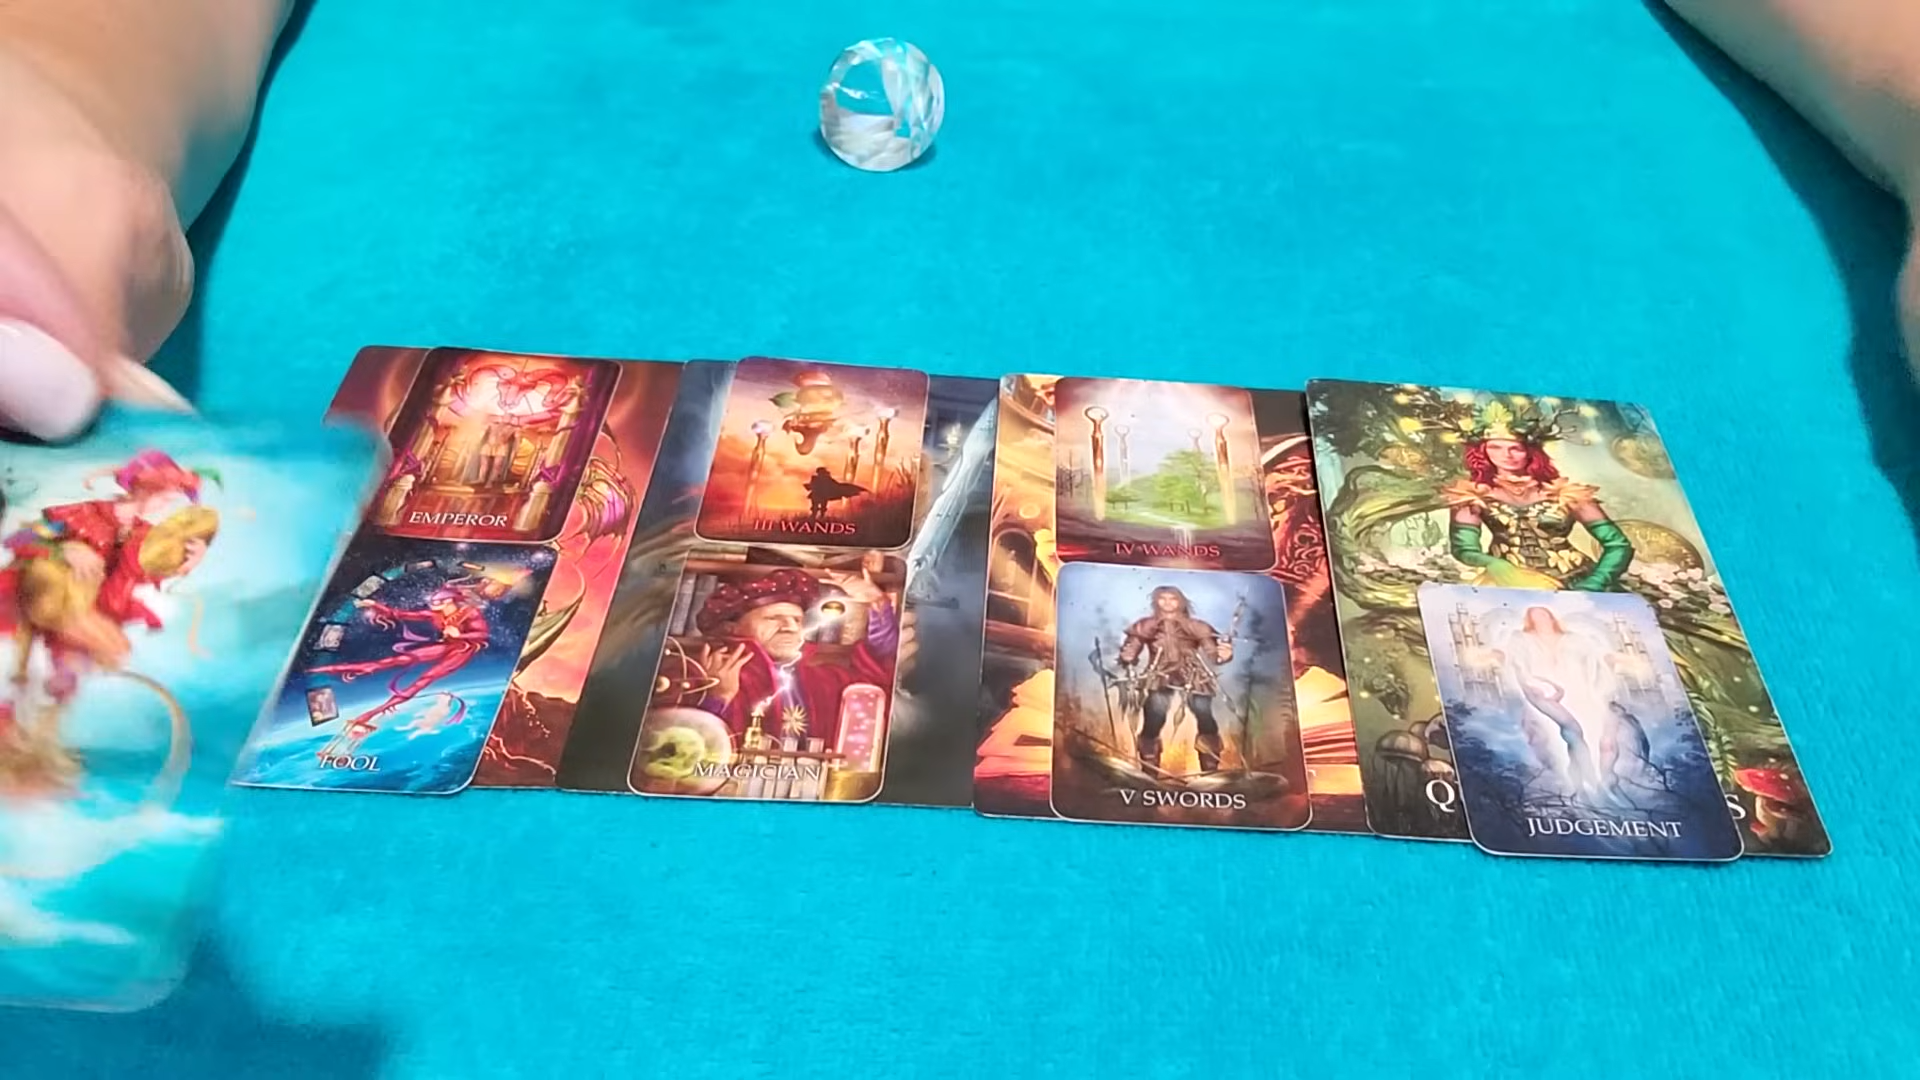 EMPEROR
III WANDS
IV WANDS
FOOL
MAGICIAN
V SWORDS
Q
S
JUDGEMENT